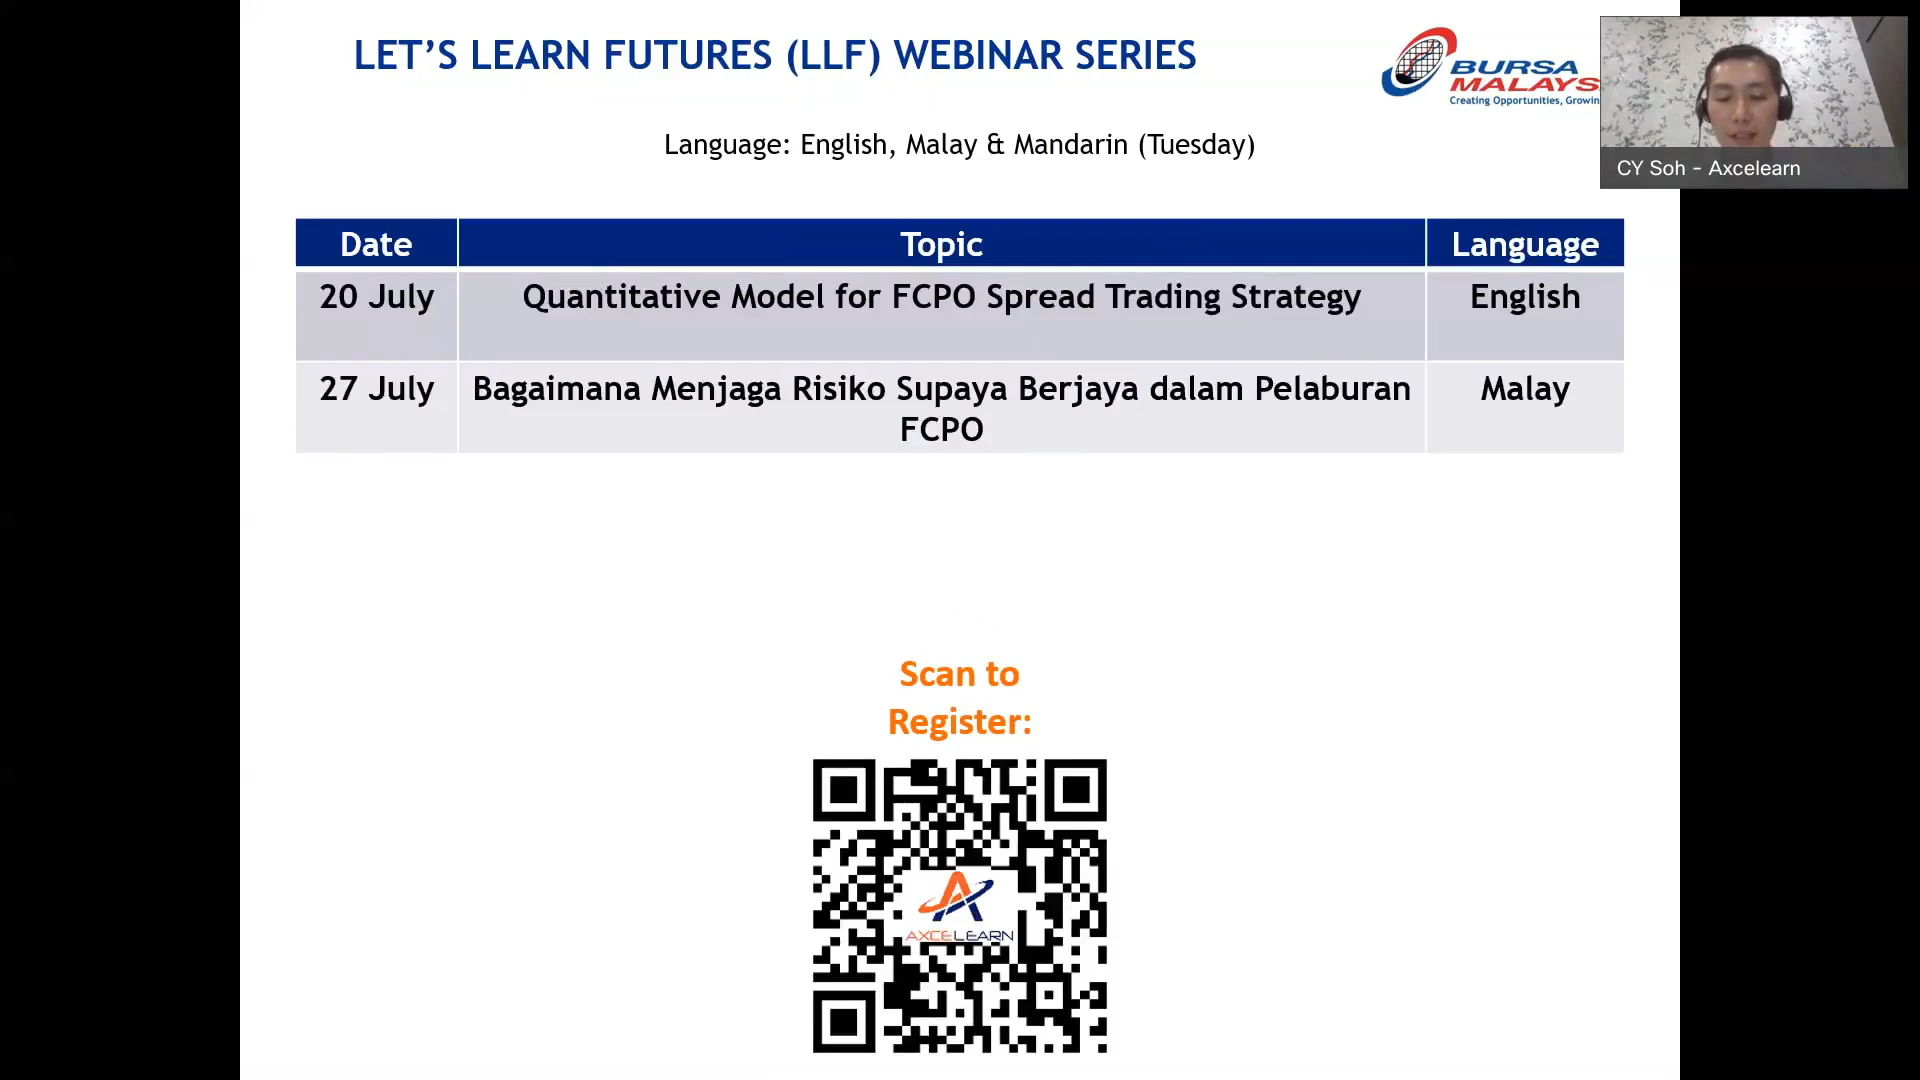 LET’S LEARN FUTURES (LLF) WEBINAR SERIES
BURSA
MALAYS
Creating Opportunities, Growin
CY Soh - Axcelearn
Language: English, Malay & Mandarin (Tuesday)
Date Topic Language
20 July Quantitative Model for FCPO Spread Trading Strategy English
27 July Bagaimana Menjaga Risiko Supaya Berjaya dalam Pelaburan Malay
FCPO
Scan to
Register:
AXCELEARN